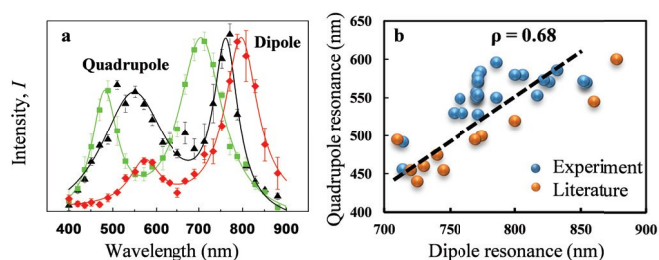 a
Quadrupole
Dipole
Intensity, I
400 500 600 700 800 900
Wavelength (nm)
b
ρ = 0.68
650
600
550
500
450
400
Quadrupole resonance (nm)
Experiment
Literature
700 750 800 850 900
Dipole resonance (nm)